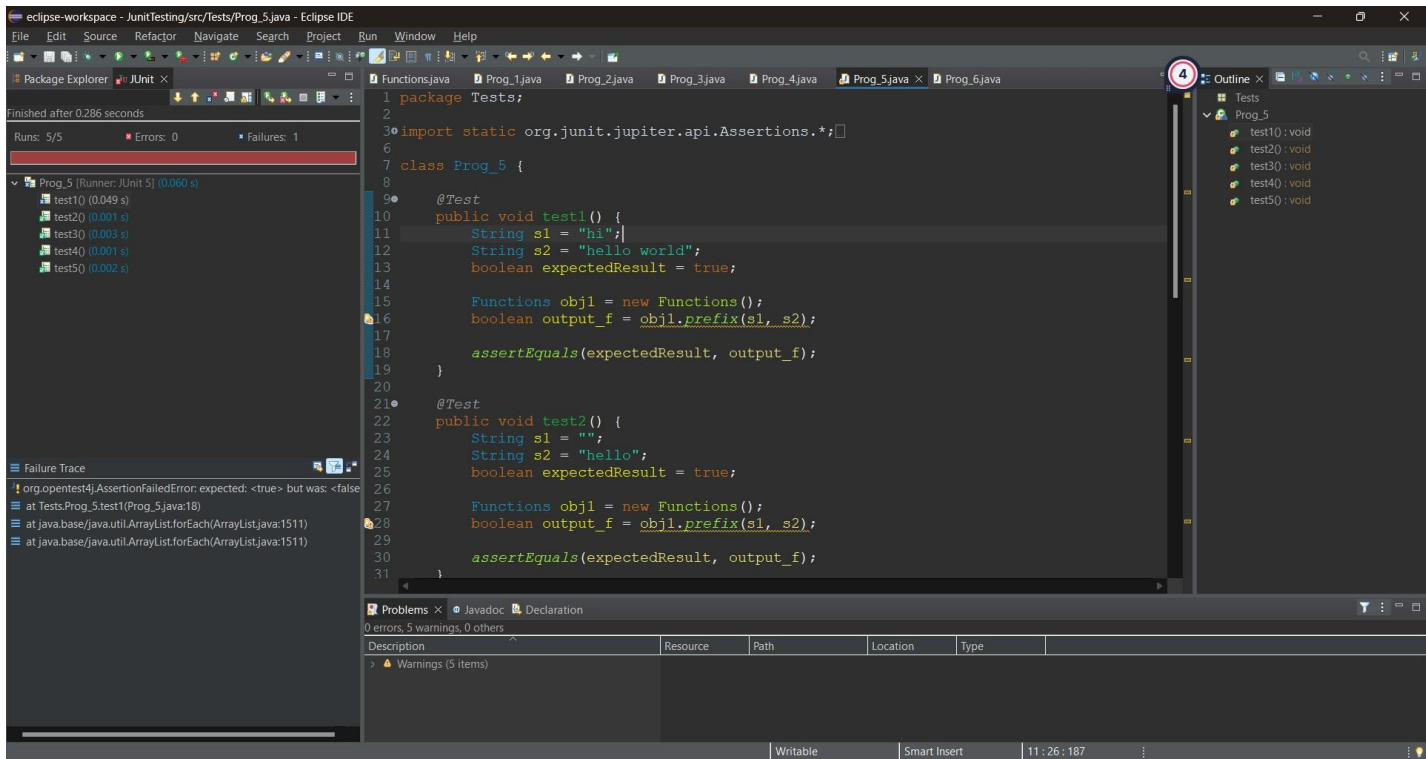 eclipse-workspace - JunitTesting/src/Tests/Prog_5.java - Eclipse IDE
File Edit Source Refactor Navigate Search Project Run Window Help
Package Explorer JUnit
Finished after 0.286 seconds
Runs: 5/5 Errors: 0 Failures: 1
Prog_5 [Runner: JUnit 5] (0.060 s)
test1() (0.049 s)
test2() (0.001 s)
test3() (0.003 s)
test4() (0.001 s)
test5() (0.002 s)
Failure Trace
org.opentest4j.AssertionFailedError: expected: <true> but was: <false
at Tests.Prog_5.test1(Prog_5.java:18)
at java.base/java.util.ArrayList.forEach(ArrayList.java:1511)
at java.base/java.util.ArrayList.forEach(ArrayList.java:1511)
Functions.java Prog_1.java Prog_2.java Prog_3.java Prog_4.java Prog_5.java Prog_6.java
1 package Tests;
2
3 import static org.junit.jupiter.api.Assertions.*;
6
7 class Prog_5 {
8
9 @Test
10 public void test1() {
11 String s1 = "hi";
12 String s2 = "hello world";
13 boolean expectedResult = true;
14
15 Functions obj1 = new Functions();
16 boolean output_f = obj1.prefix(s1, s2);
17
18 assertEquals(expectedResult, output_f);
19 }
20
21 @Test
22 public void test2() {
23 String s1 = "";
24 String s2 = "hello";
25 boolean expectedResult = true;
26
27 Functions obj1 = new Functions();
28 boolean output_f = obj1.prefix(s1, s2);
29
30 assertEquals(expectedResult, output_f);
31 }
4
Outline
Tests
Prog_5
test1() : void
test2() : void
test3() : void
test4() : void
test5() : void
Problems Javadoc Declaration
0 errors, 5 warnings, 0 others
Description Resource Path Location Type
Warnings (5 items)
Writable Smart Insert 11 : 26 : 187